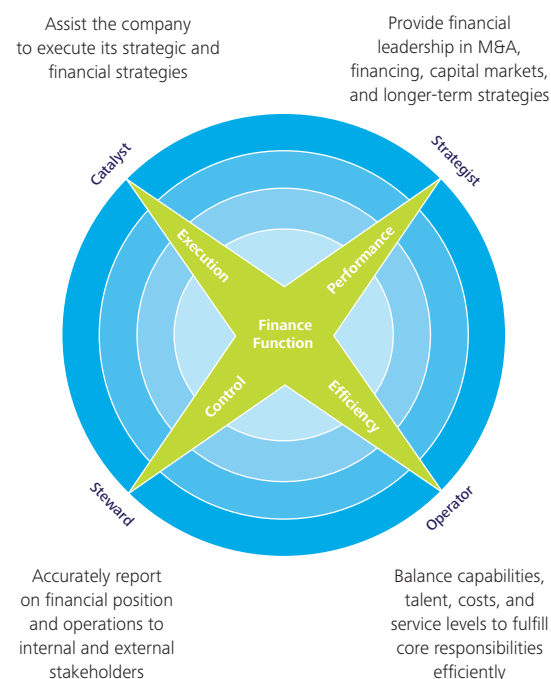 Assist the company
to execute its strategic and
financial strategies
Provide financial
leadership in M&A,
financing, capital markets,
and longer-term strategies
Catalyst
Strategist
Execution
Performance
Finance
Function
Control
Efficiency
Steward
Operator
Accurately report
on financial position
and operations to
internal and external
stakeholders
Balance capabilities,
talent, costs, and
service levels to fulfill
core responsibilities
efficiently